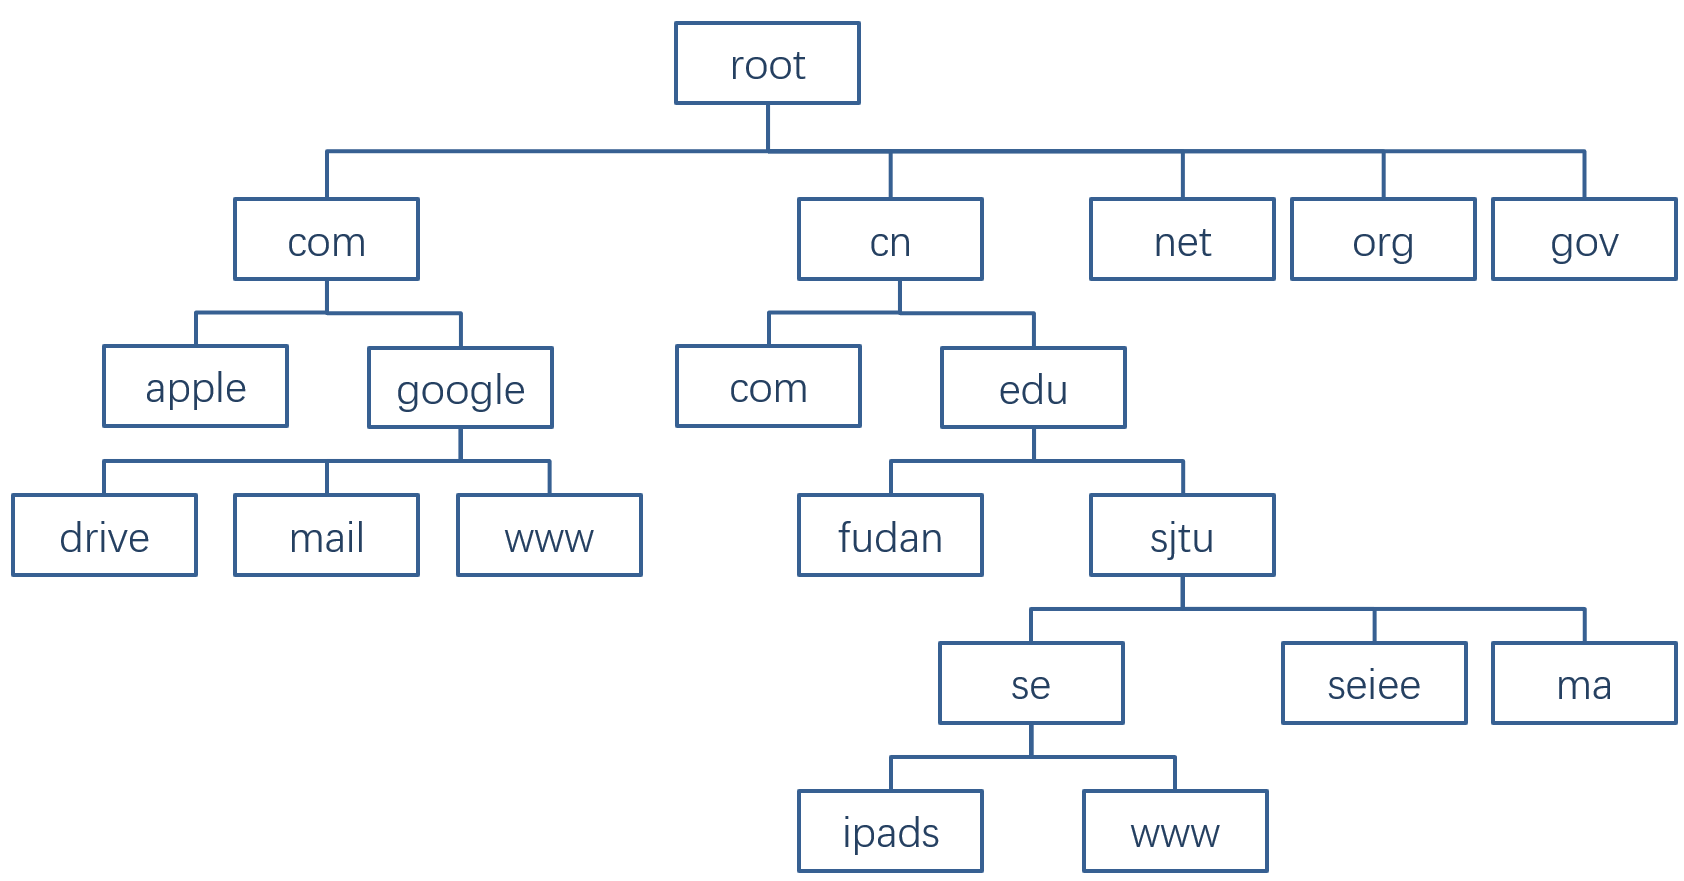 root
com
cn
net
org
gov
apple
google
com
edu
drive
mail
www
fudan
sjtu
se
seiee
ma
ipads
www